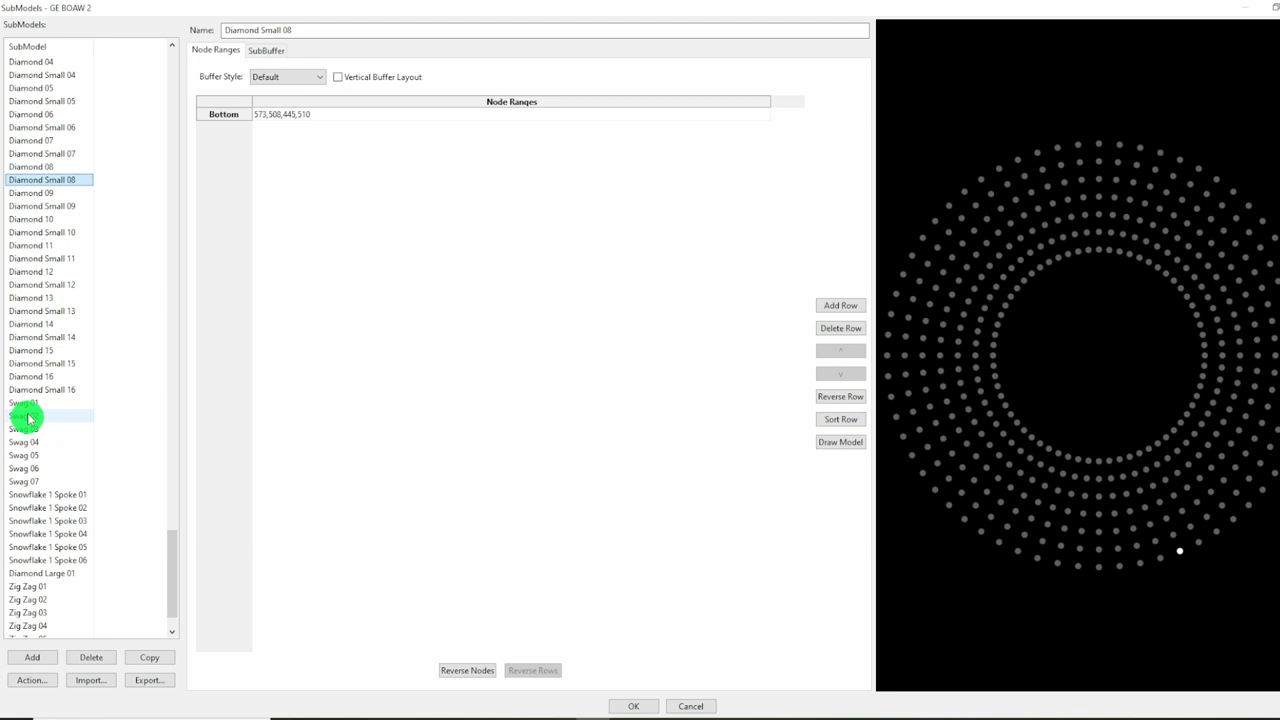 SubModels - GE BOAW 2
SubModels:
SubModel
Diamond 04
Diamond Small 04
Diamond 05
Diamond Small 05
Diamond 06
Diamond Small 06
Diamond 07
Diamond Small 07
Diamond 08
Diamond Small 08
Diamond 09
Diamond Small 09
Diamond 10
Diamond Small 10
Diamond 11
Diamond Small 11
Diamond 12
Diamond Small 12
Diamond 13
Diamond Small 13
Diamond 14
Diamond Small 14
Diamond 15
Diamond Small 15
Diamond 16
Diamond Small 16
Swag 01
Swag 04
Swag 05
Swag 06
Swag 07
Snowflake 1 Spoke 01
Snowflake 1 Spoke 02
Snowflake 1 Spoke 03
Snowflake 1 Spoke 04
Snowflake 1 Spoke 05
Snowflake 1 Spoke 06
Diamond Large 01
Zig Zag 01
Zig Zag 02
Zig Zag 03
Zig Zag 04
Add Delete Copy
Action... Import... Export...
Name: Diamond Small 08
Node Ranges SubBuffer
Buffer Style: Default Vertical Buffer Layout
Node Ranges
Bottom 573,508,445,510
Add Row
Delete Row
^
v
Reverse Row
Sort Row
Draw Model
Reverse Nodes Reverse Rows
OK Cancel